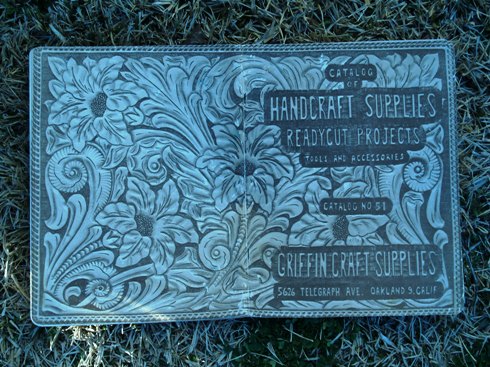 CATALOG
OF
HANDCRAFT SUPPLIES
READYCUT PROJECTS
TOOLS AND ACCESSORIES
CATALOG NO 51
GRIFFIN CRAFT SUPPLIES
5626 TELEGRAPH AVE. OAKLAND 9, CALIF